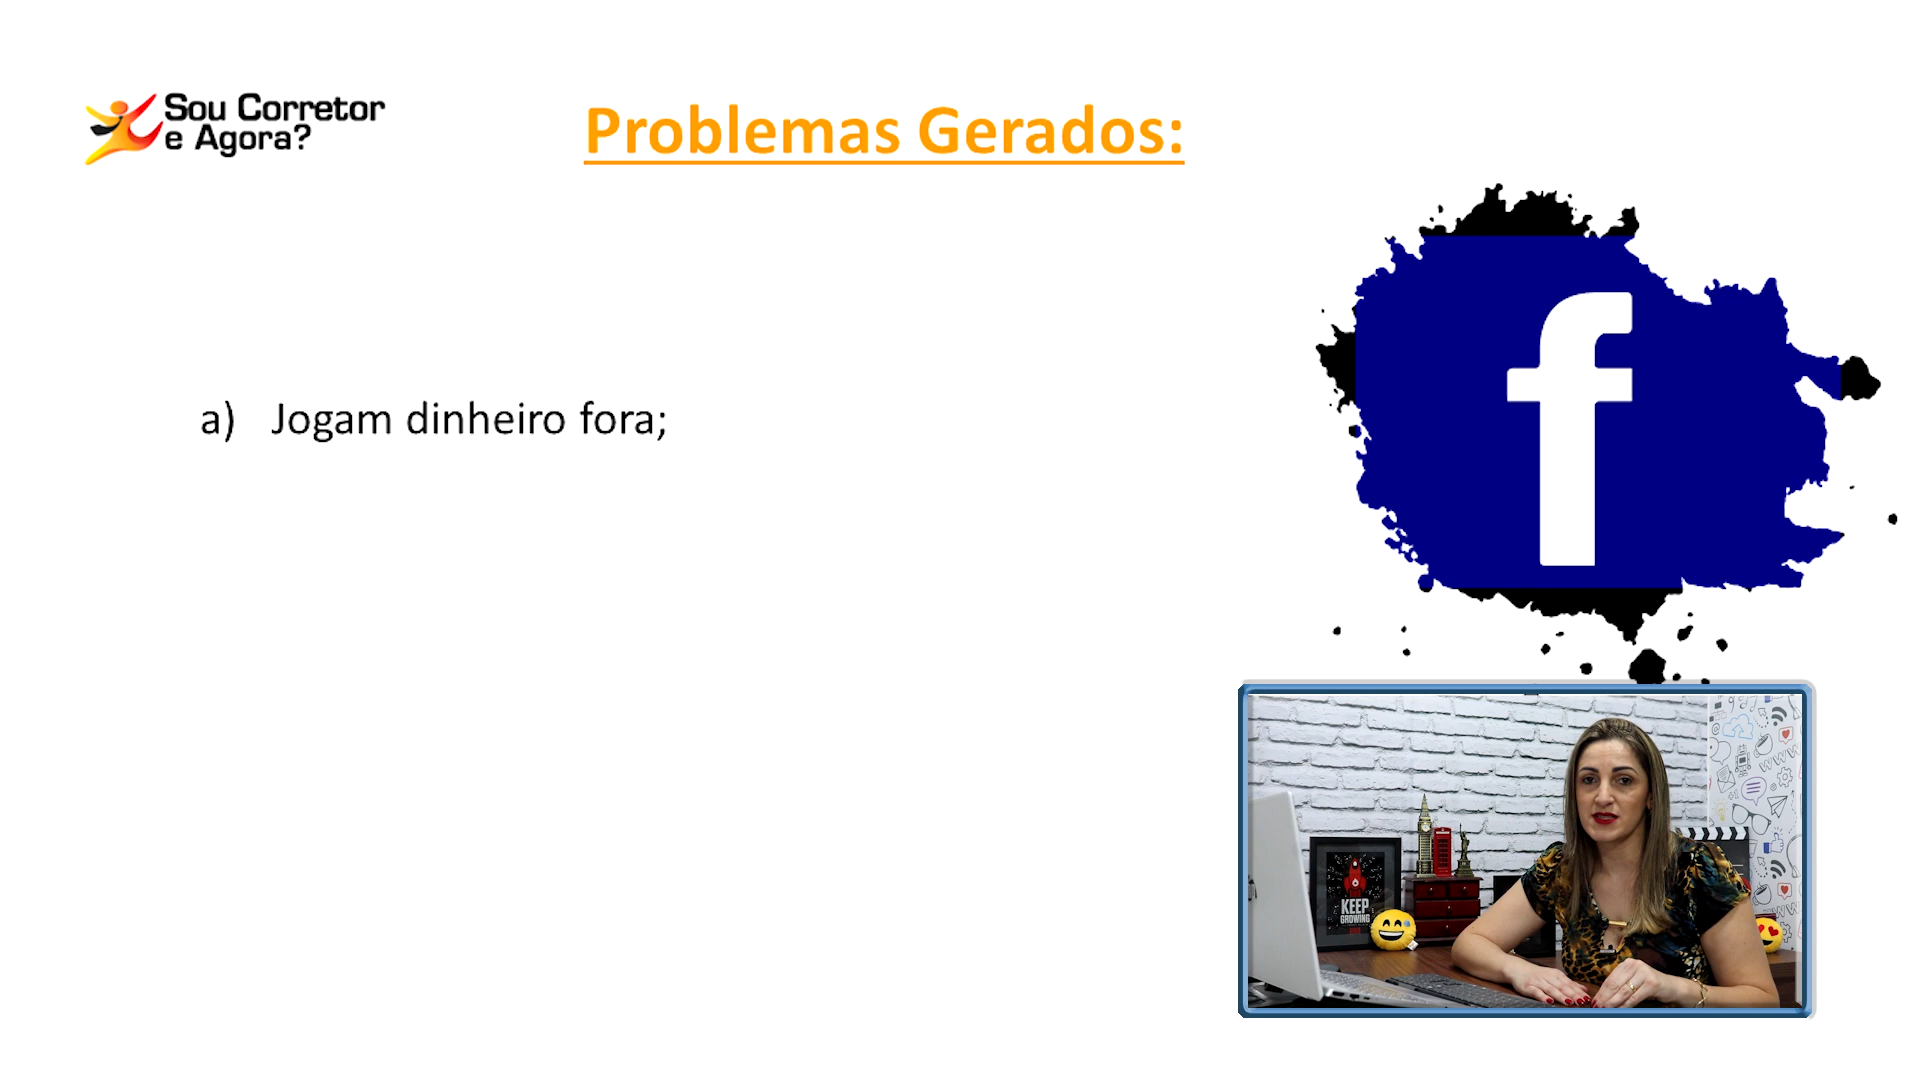 Sou Corretor
e Agora?
Problemas Gerados:
a) Jogam dinheiro fora;
f
KEEP
GROWING